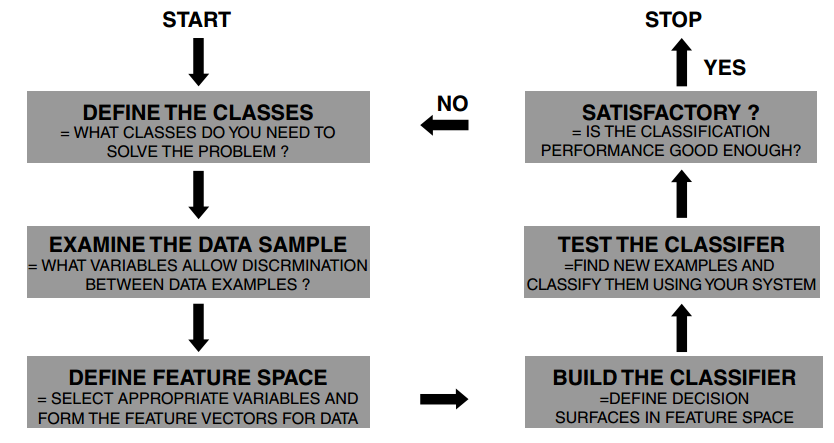 START
DEFINE THE CLASSES
= WHAT CLASSES DO YOU NEED TO
SOLVE THE PROBLEM ?
EXAMINE THE DATA SAMPLE
= WHAT VARIABLES ALLOW DISCRMINATION
BETWEEN DATA EXAMPLES ?
DEFINE FEATURE SPACE
= SELECT APPROPRIATE VARIABLES AND
FORM THE FEATURE VECTORS FOR DATA
BUILD THE CLASSIFIER
=DEFINE DECISION
SURFACES IN FEATURE SPACE
TEST THE CLASSIFER
=FIND NEW EXAMPLES AND
CLASSIFY THEM USING YOUR SYSTEM
SATISFACTORY ?
= IS THE CLASSIFICATION
PERFORMANCE GOOD ENOUGH?
NO
YES
STOP